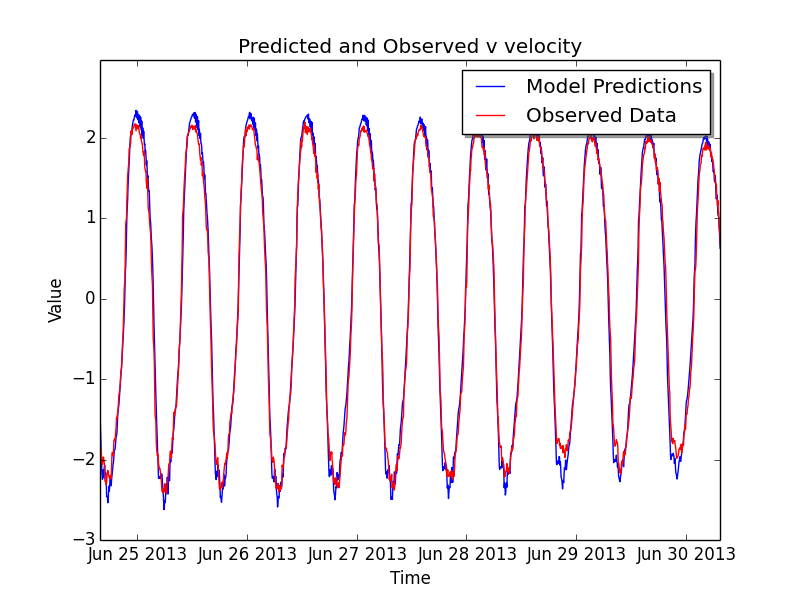 Predicted and Observed v velocity
Model Predictions
Observed Data
Value
2
1
0
−1
−2
−3
Jun 25 2013 Jun 26 2013 Jun 27 2013 Jun 28 2013 Jun 29 2013 Jun 30 2013
Time